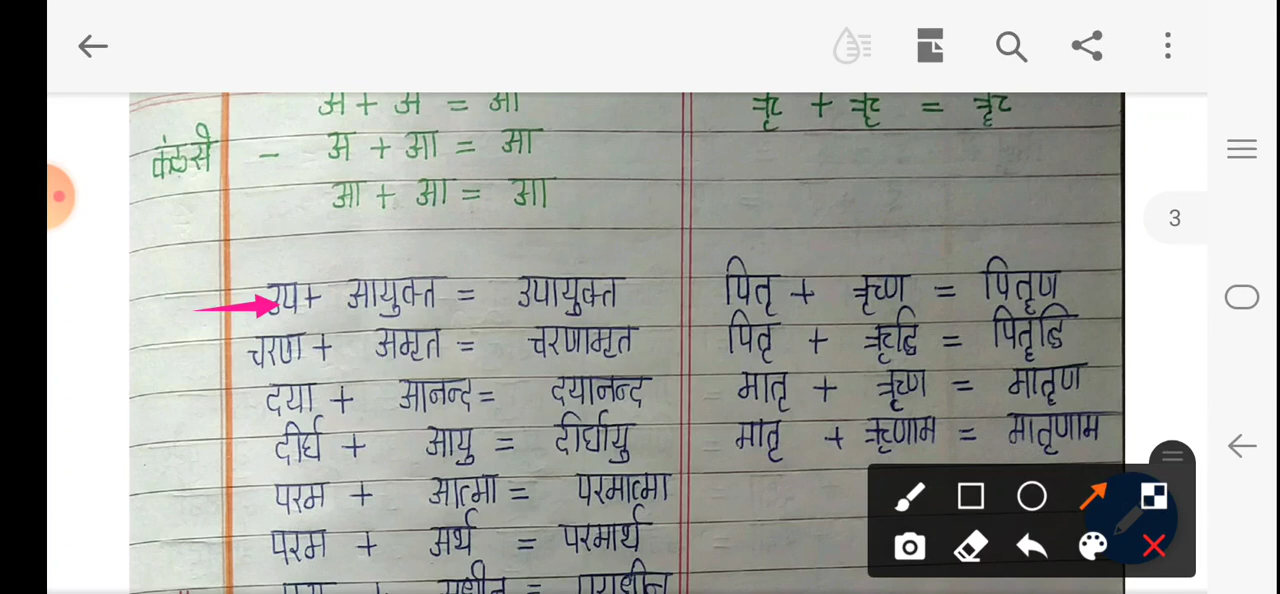 अ + अ = आ
कंठ से - अ + आ = आ
आ + आ = आ
उप + आयुक्त = उपायुक्त
चरण + अमृत = चरणामृत
दया + आनन्द = दयानन्द
दीर्घ + आयु = दीर्घायु
परम + आत्मा = परमात्मा
परम + अर्थ = परमार्थ
ऋ + ऋ = ॠ
पितृ + ऋण = पितृण
पितृ + ऋद्धि = पितृद्धि
मातृ + ऋण = मातृण
मातृ + ऋणाम = मातृणाम
3